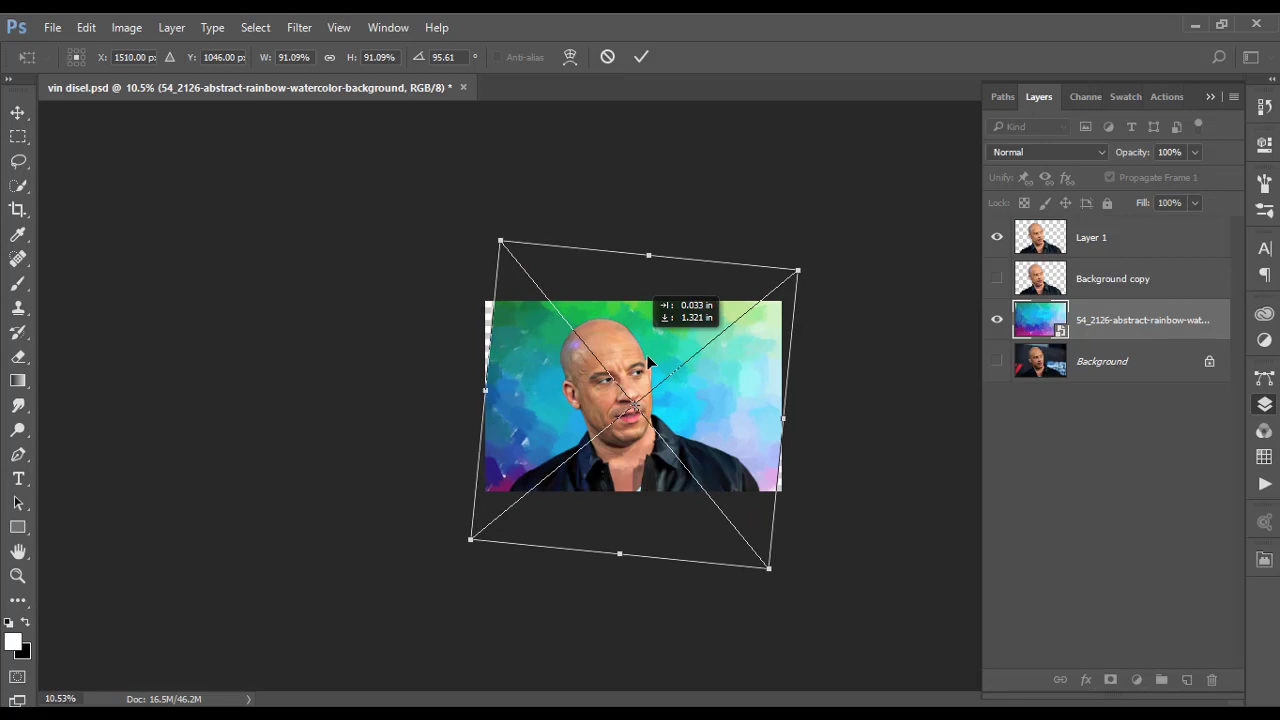 Ps File Edit Image Layer Type Select Filter View Window Help
X: 1510.00 px Y: 1046.00 px W: 91.09% H: 91.09% 95.61 ° Anti-alias
vin disel.psd @ 10.5% (54_2126-abstract-rainbow-watercolor-background, RGB/8) *
Paths Layers Channe Swatch Actions
Kind
Normal Opacity: 100%
Unify: Propagate Frame 1
Lock: Fill: 100%
Layer 1
Background copy
54_2126-abstract-rainbow-wat...
Background
0.033 in
1.321 in
10.53% Doc: 16.5M/46.2M